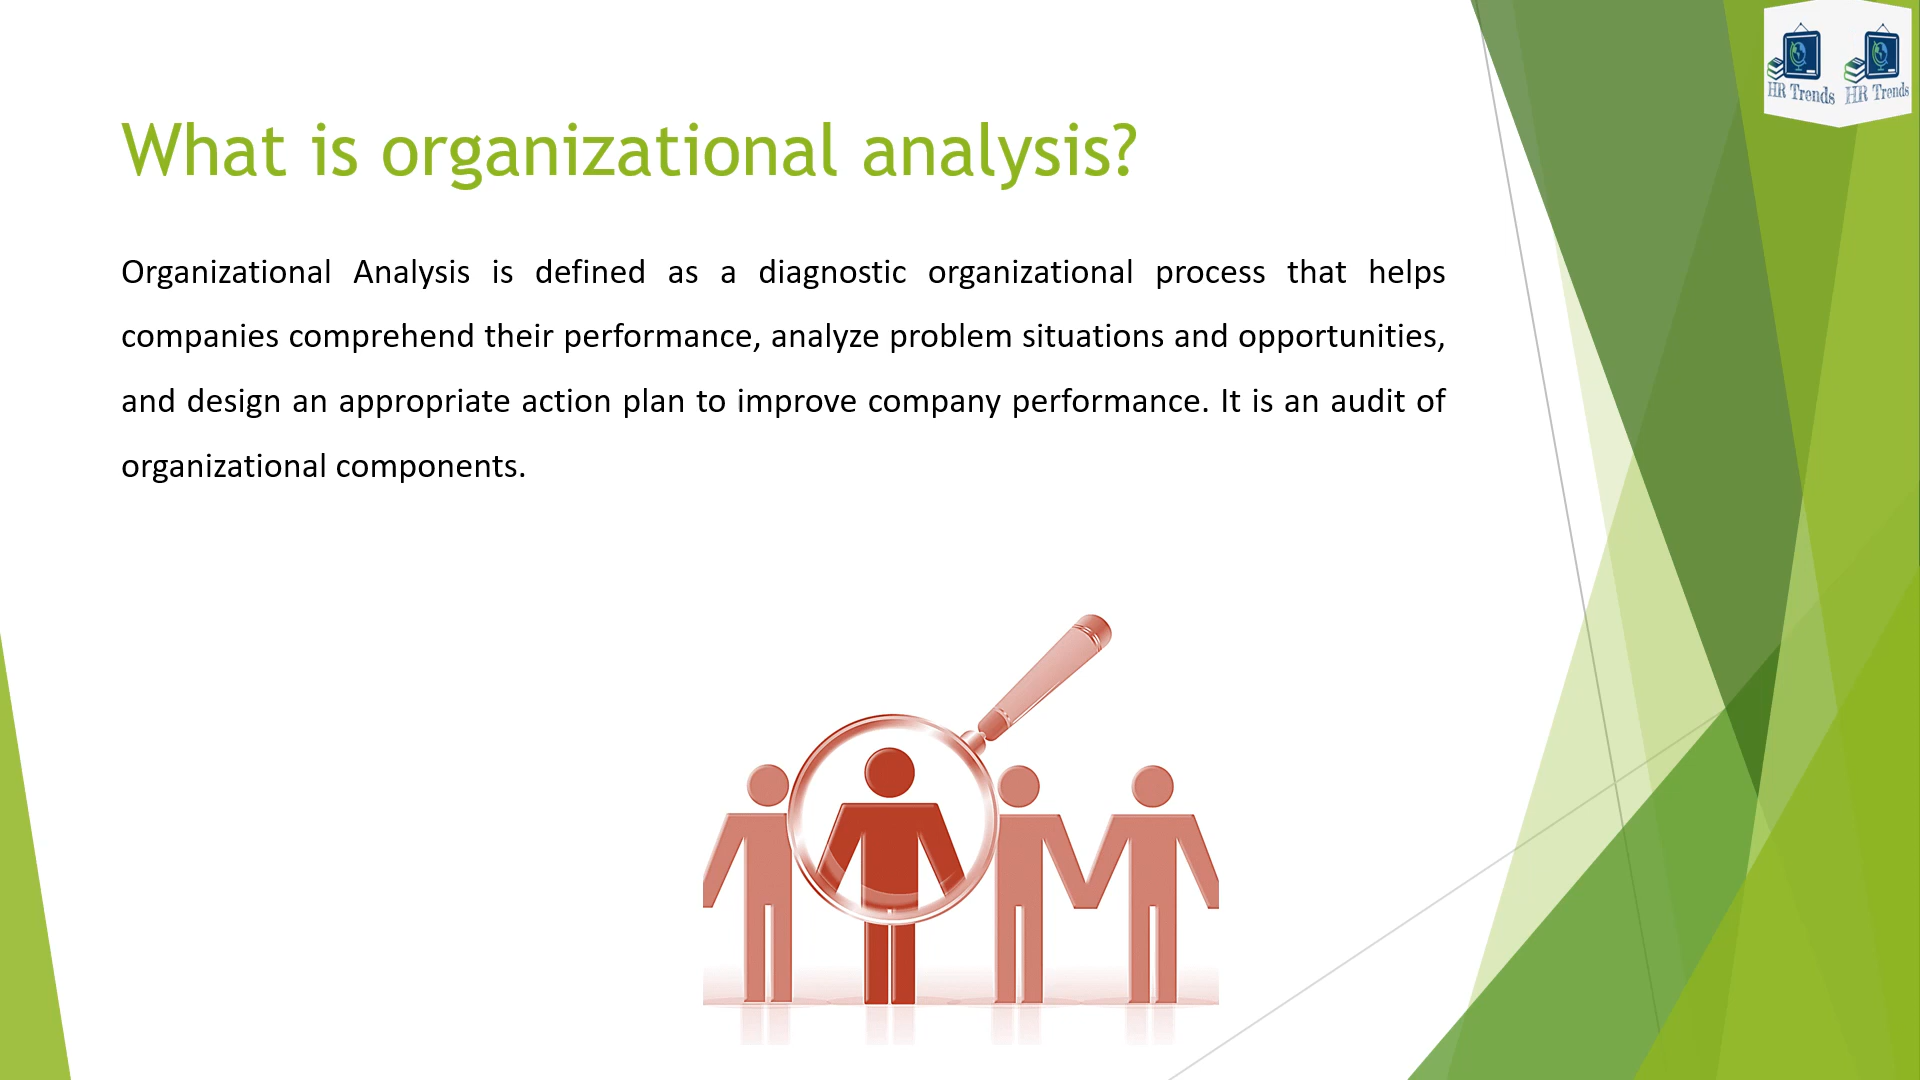 HR Trends HR Trends
What is organizational analysis?
Organizational Analysis is defined as a diagnostic organizational process that helps
companies comprehend their performance, analyze problem situations and opportunities,
and design an appropriate action plan to improve company performance. It is an audit of
organizational components.